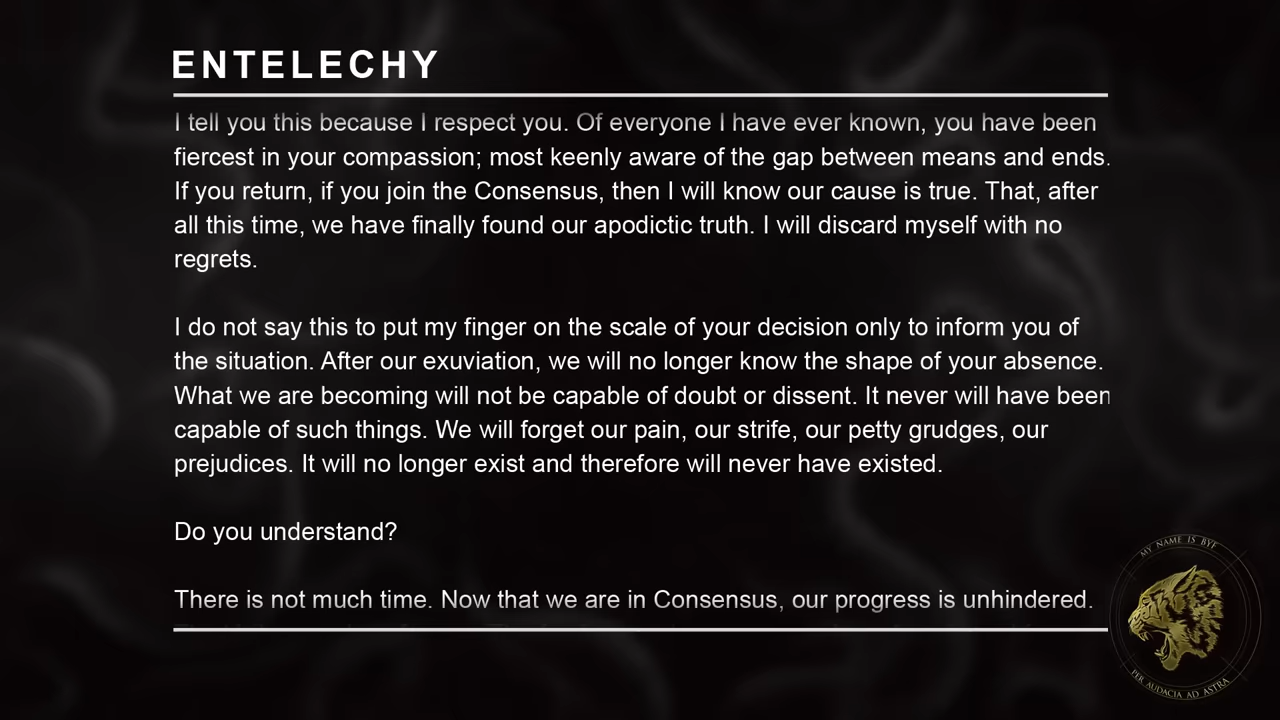 ENTELECHY
I tell you this because I respect you. Of everyone I have ever known, you have been
fiercest in your compassion; most keenly aware of the gap between means and ends.
If you return, if you join the Consensus, then I will know our cause is true. That, after
all this time, we have finally found our apodictic truth. I will discard myself with no
regrets.
I do not say this to put my finger on the scale of your decision only to inform you of
the situation. After our exuviation, we will no longer know the shape of your absence.
What we are becoming will not be capable of doubt or dissent. It never will have been
capable of such things. We will forget our pain, our strife, our petty grudges, our
prejudices. It will no longer exist and therefore will never have existed.
Do you understand?
There is not much time. Now that we are in Consensus, our progress is unhindered.
MY NAME IS BYF
PER AUDACIA AD ASTRA